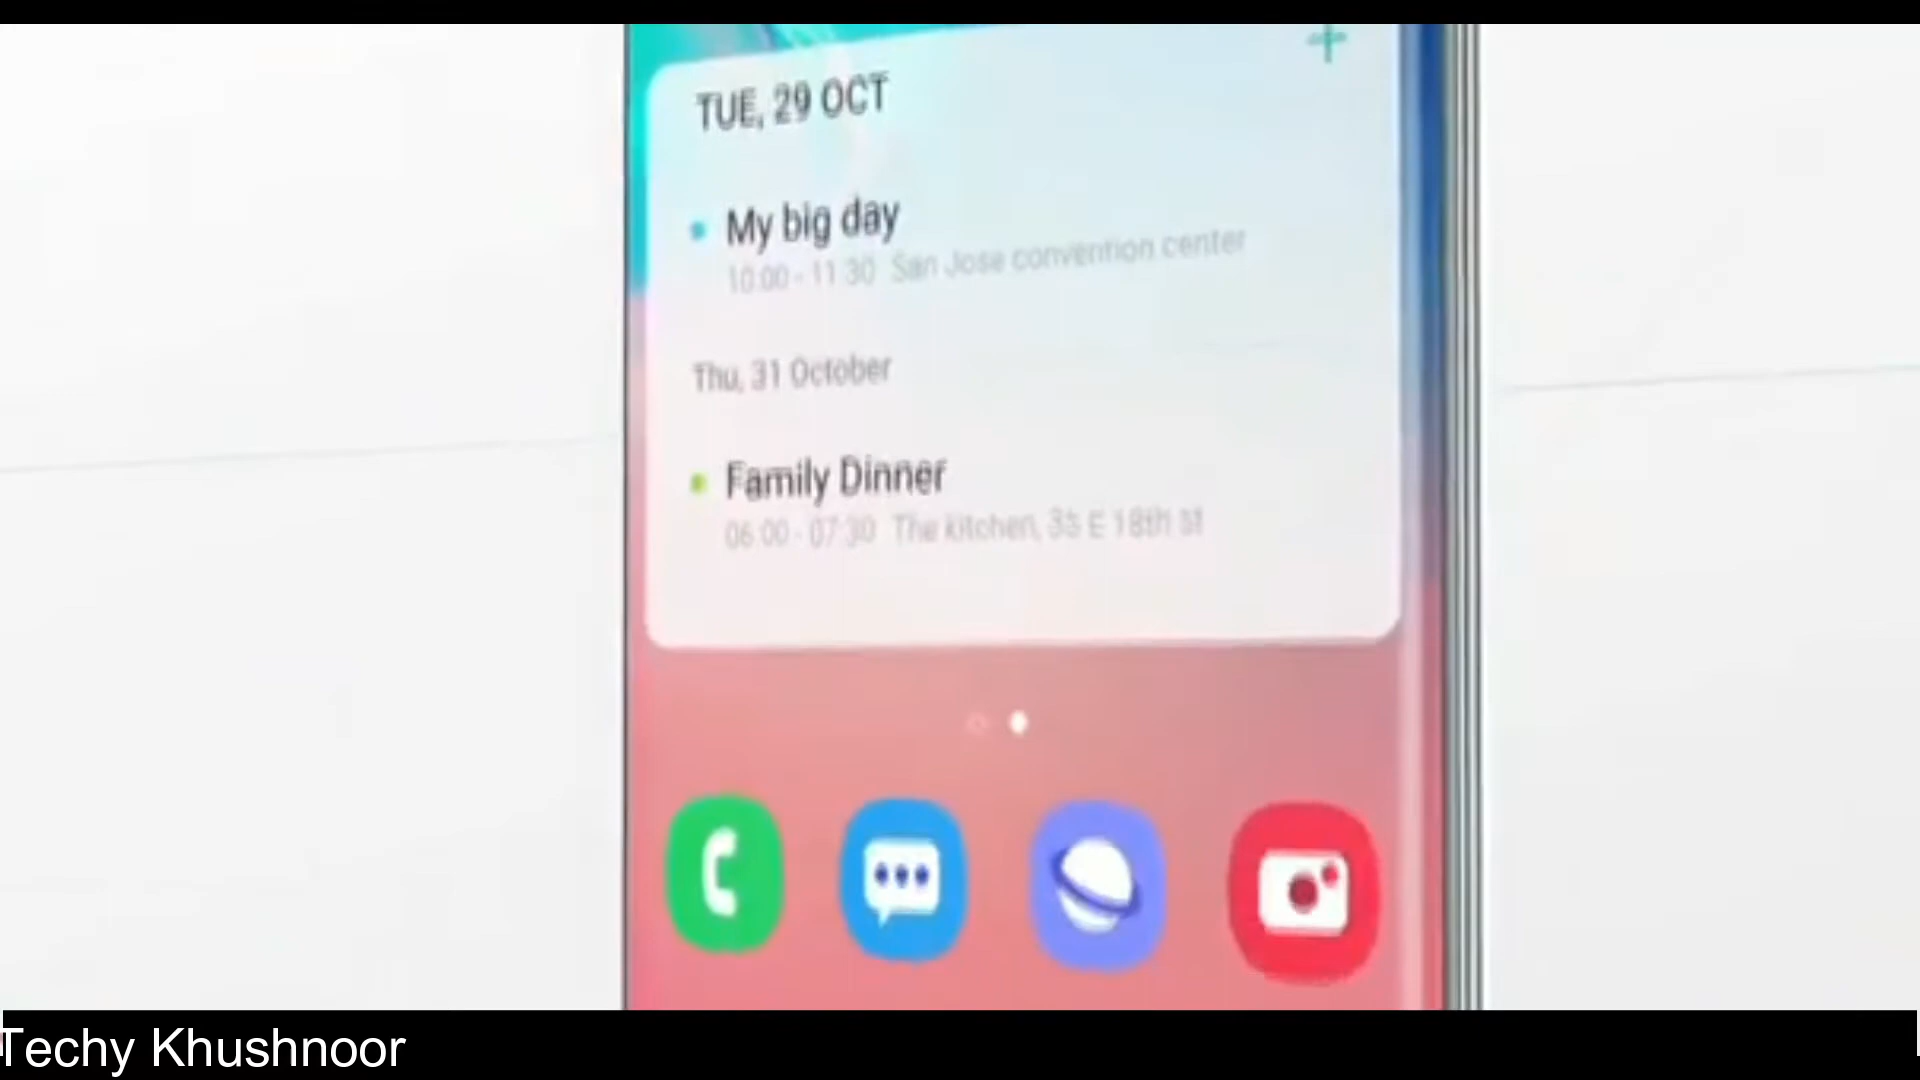 TUE, 29 OCT
My big day
10:00 - 11:30 San Jose convention center
Thu, 31 October
Family Dinner
06:00 - 07:30 The kitchen, 35 E 18th St
Techy Khushnoor